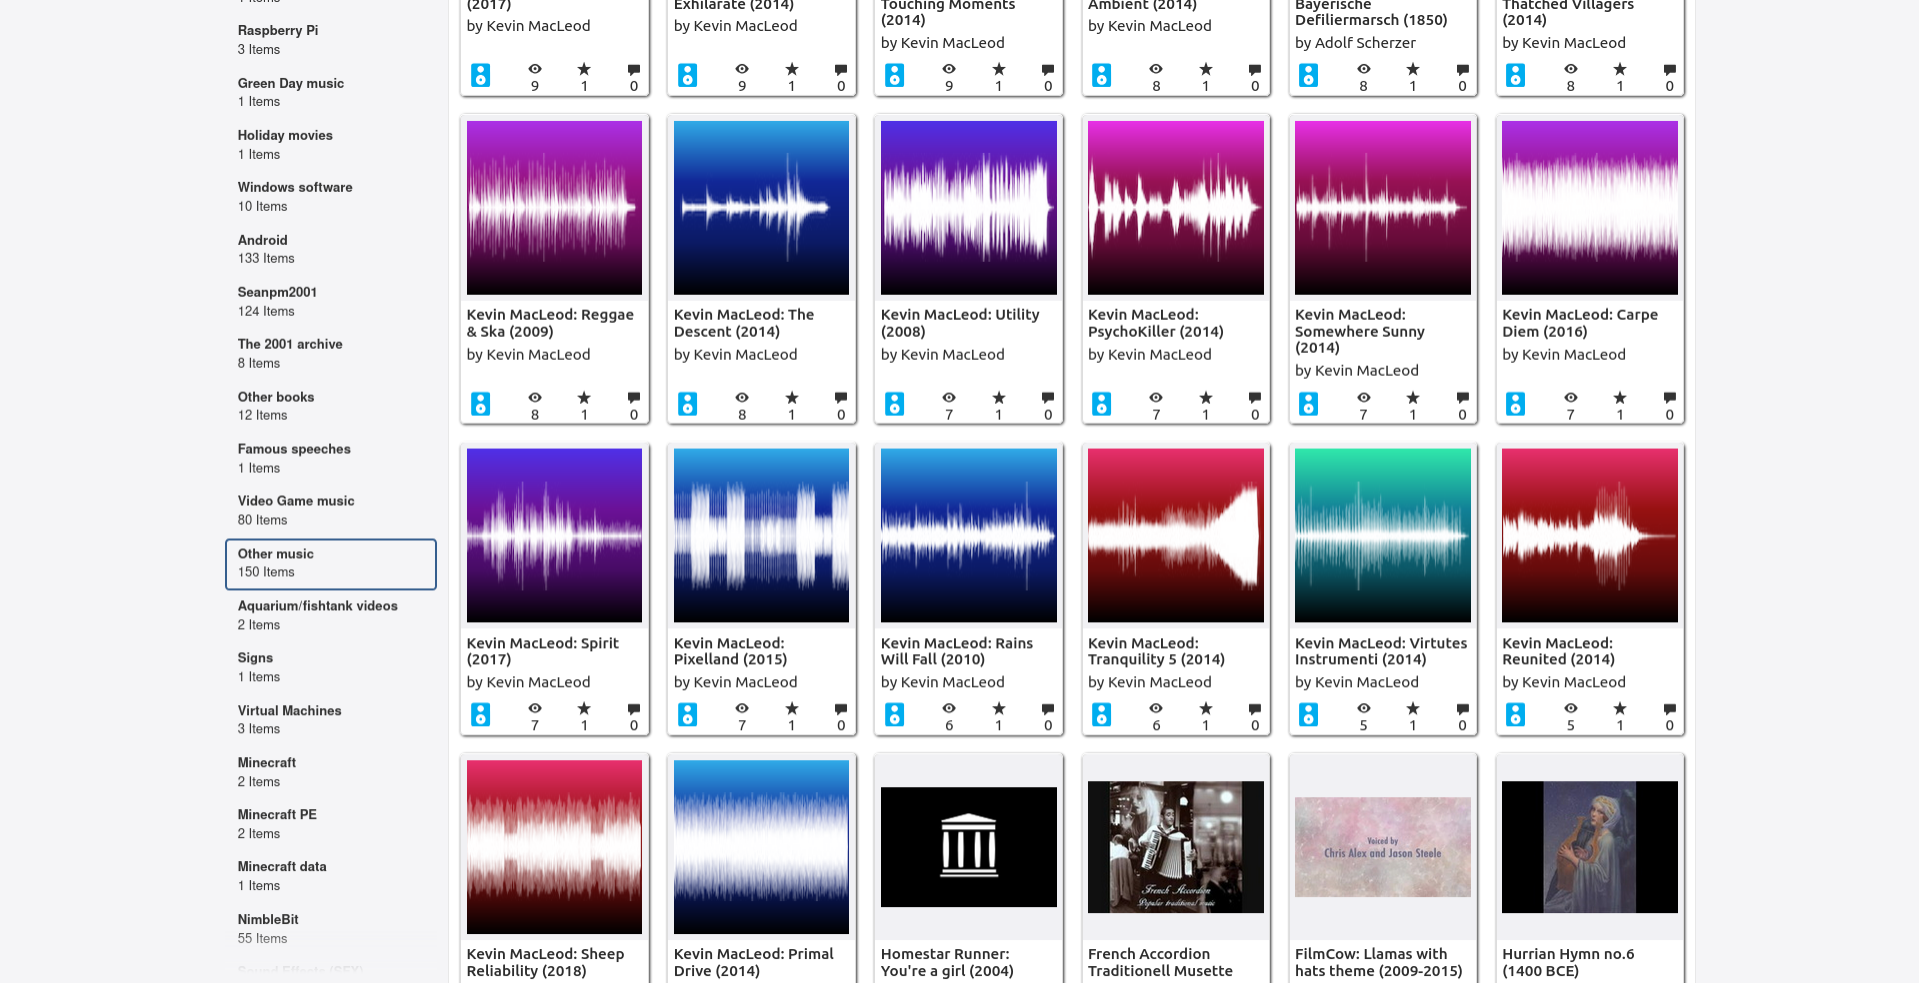 Raspberry Pi
3 Items
Green Day music
1 Items
Holiday movies
1 Items
Windows software
10 Items
Android
133 Items
Seanpm2001
124 Items
The 2001 archive
8 Items
Other books
12 Items
Famous speeches
1 Items
Video Game music
80 Items
Other music
150 Items
Aquarium/fishtank videos
2 Items
Signs
1 Items
Virtual Machines
3 Items
Minecraft
2 Items
Minecraft PE
2 Items
Minecraft data
1 Items
NimbleBit
55 Items
Sound Effects (SFX)
(2017)
by Kevin MacLeod
9 1 0
Exhilarate (2014)
by Kevin MacLeod
9 1 0
Touching Moments
(2014)
by Kevin MacLeod
9 1 0
Ambient (2014)
by Kevin MacLeod
8 1 0
Bayerische
Defiliermarsch (1850)
by Adolf Scherzer
8 1 0
Thatched Villagers
(2014)
by Kevin MacLeod
8 1 0
Kevin MacLeod: Reggae
& Ska (2009)
by Kevin MacLeod
8 1 0
Kevin MacLeod: The
Descent (2014)
by Kevin MacLeod
8 1 0
Kevin MacLeod: Utility
(2008)
by Kevin MacLeod
7 1 0
Kevin MacLeod:
PsychoKiller (2014)
by Kevin MacLeod
7 1 0
Kevin MacLeod:
Somewhere Sunny
(2014)
by Kevin MacLeod
7 1 0
Kevin MacLeod: Carpe
Diem (2016)
by Kevin MacLeod
7 1 0
Kevin MacLeod: Spirit
(2017)
by Kevin MacLeod
7 1 0
Kevin MacLeod:
Pixelland (2015)
by Kevin MacLeod
7 1 0
Kevin MacLeod: Rains
Will Fall (2010)
by Kevin MacLeod
6 1 0
Kevin MacLeod:
Tranquility 5 (2014)
by Kevin MacLeod
6 1 0
Kevin MacLeod: Virtutes
Instrumenti (2014)
by Kevin MacLeod
5 1 0
Kevin MacLeod:
Reunited (2014)
by Kevin MacLeod
5 1 0
Kevin MacLeod: Sheep
Reliability (2018)
Kevin MacLeod: Primal
Drive (2014)
Homestar Runner:
You're a girl (2004)
French Accordion
Popular traditional music
French Accordion
Traditionell Musette
Voiced by
Chris Alex and Jason Steele
FilmCow: Llamas with
hats theme (2009-2015)
Hurrian Hymn no.6
(1400 BCE)